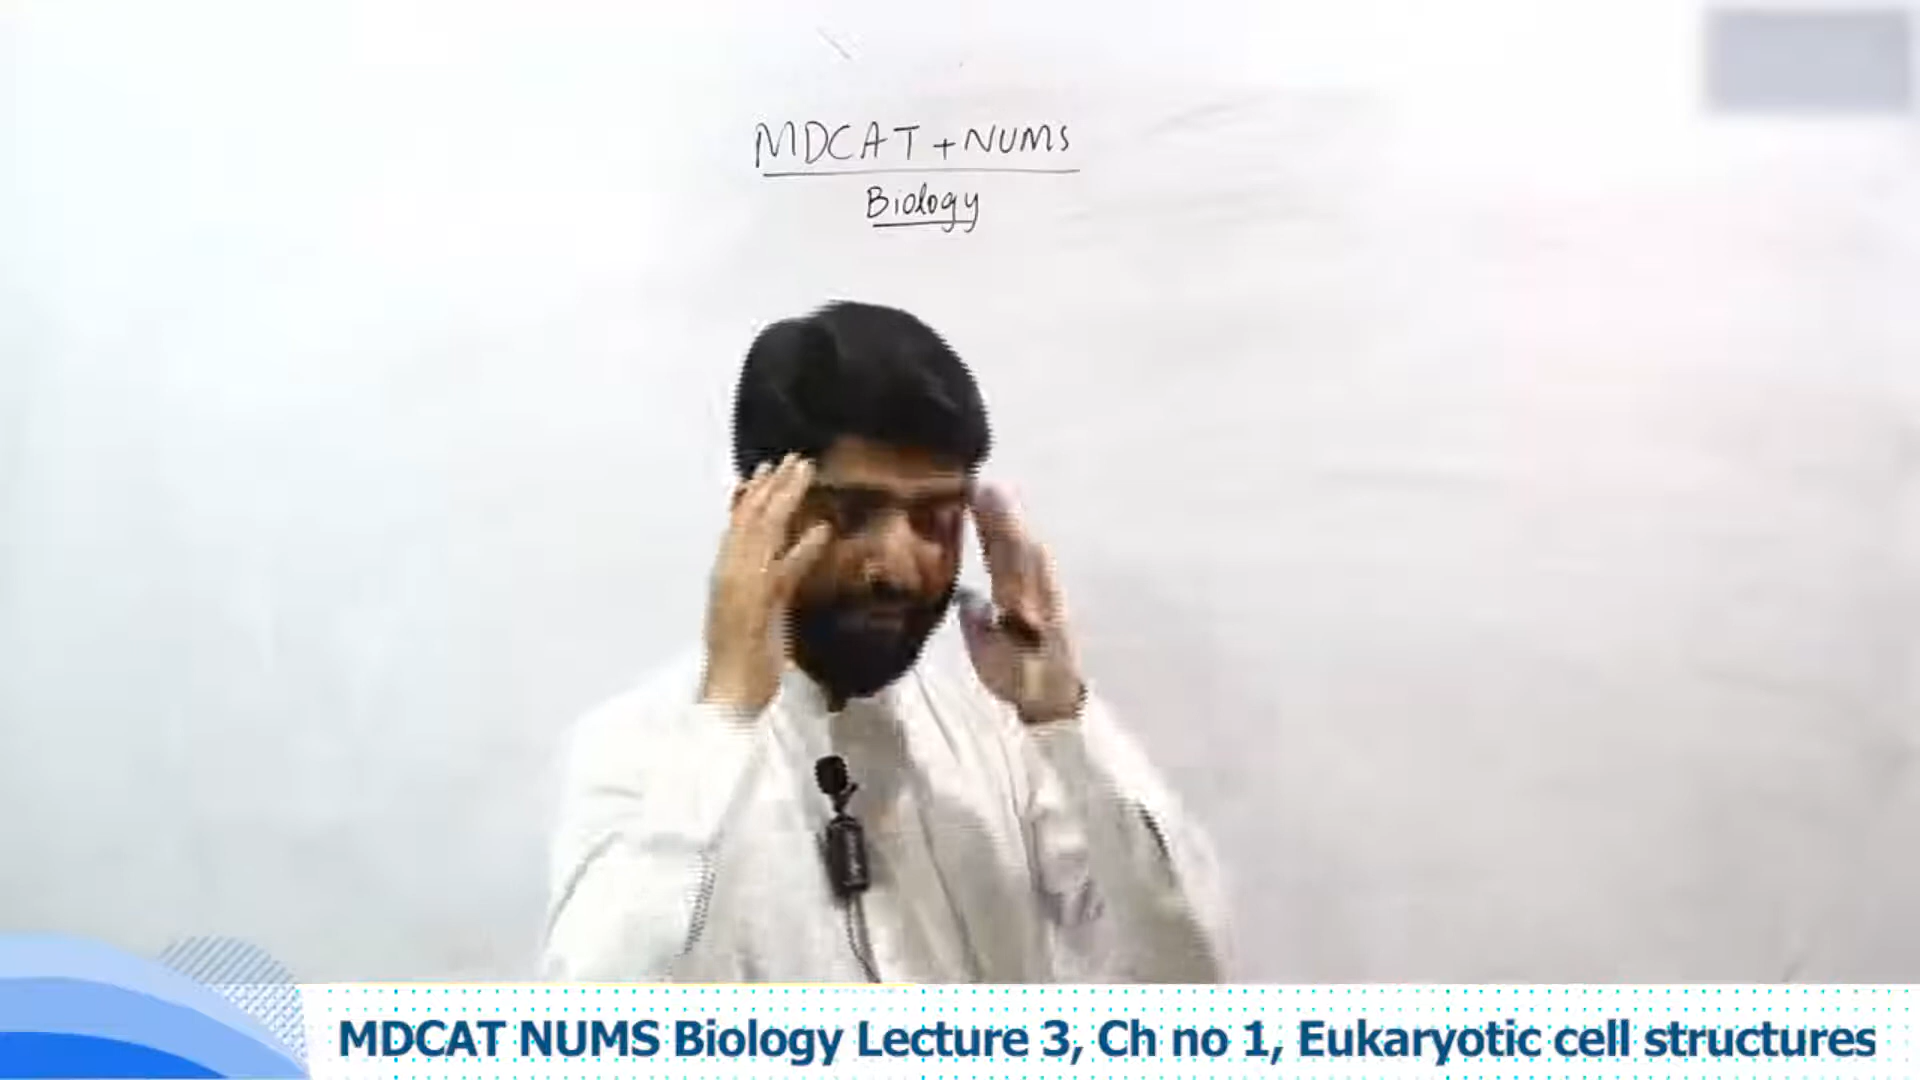 MDCAT + NUMS
Biology
MDCAT NUMS Biology Lecture 3, Ch no 1, Eukaryotic cell structures